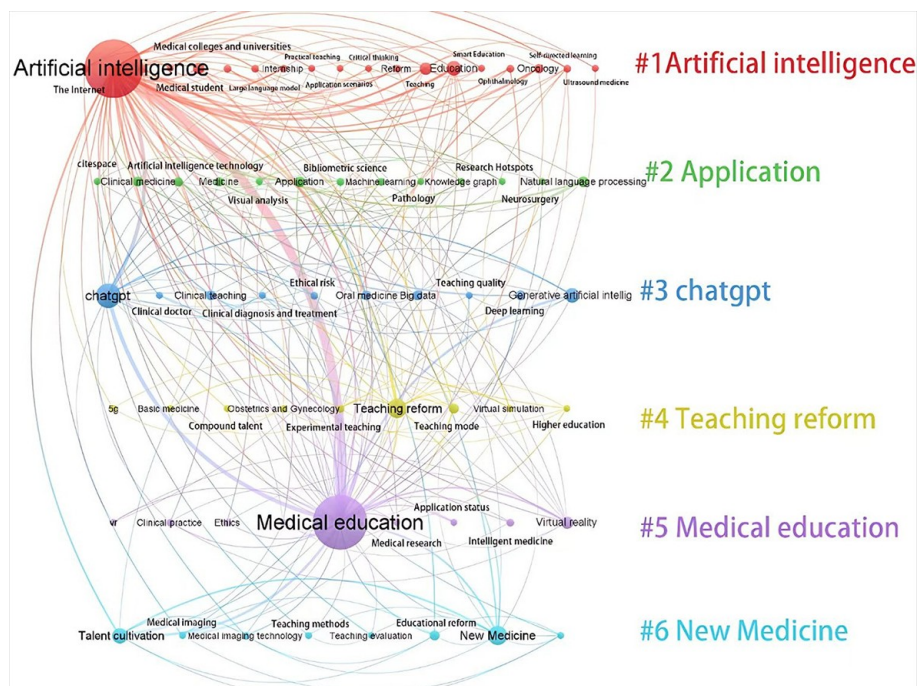 Medical colleges and universities
Artificial intelligence
The Internet
Medical student
Internship
Large language model
Practical teaching
Application scenarios
Critical thinking
Reform
Teaching
Education
Smart Education
Ophthalmology
Oncology
Self-directed learning
Ultrasound medicine
#1Artificial intelligence
citespace
Clinical medicine
Artificial intelligence technology
Medicine
Visual analysis
Application
Bibliometric science
Machine learning
Pathology
Knowledge graph
Research Hotspots
Neurosurgery
Natural language processing
#2 Application
chatgpt
Clinical doctor
Clinical teaching
Clinical diagnosis and treatment
Ethical risk
Oral medicine
Big data
Teaching quality
Deep learning
Generative artificial intellig
#3 chatgpt
5g
Basic medicine
Compound talent
Obstetrics and Gynecology
Experimental teaching
Teaching reform
Teaching mode
Virtual simulation
Higher education
#4 Teaching reform
vr
Clinical practice
Ethics
Medical education
Medical research
Application status
Intelligent medicine
Virtual reality
#5 Medical education
Talent cultivation
Medical imaging
Medical imaging technology
Teaching methods
Teaching evaluation
Educational reform
New Medicine
#6 New Medicine